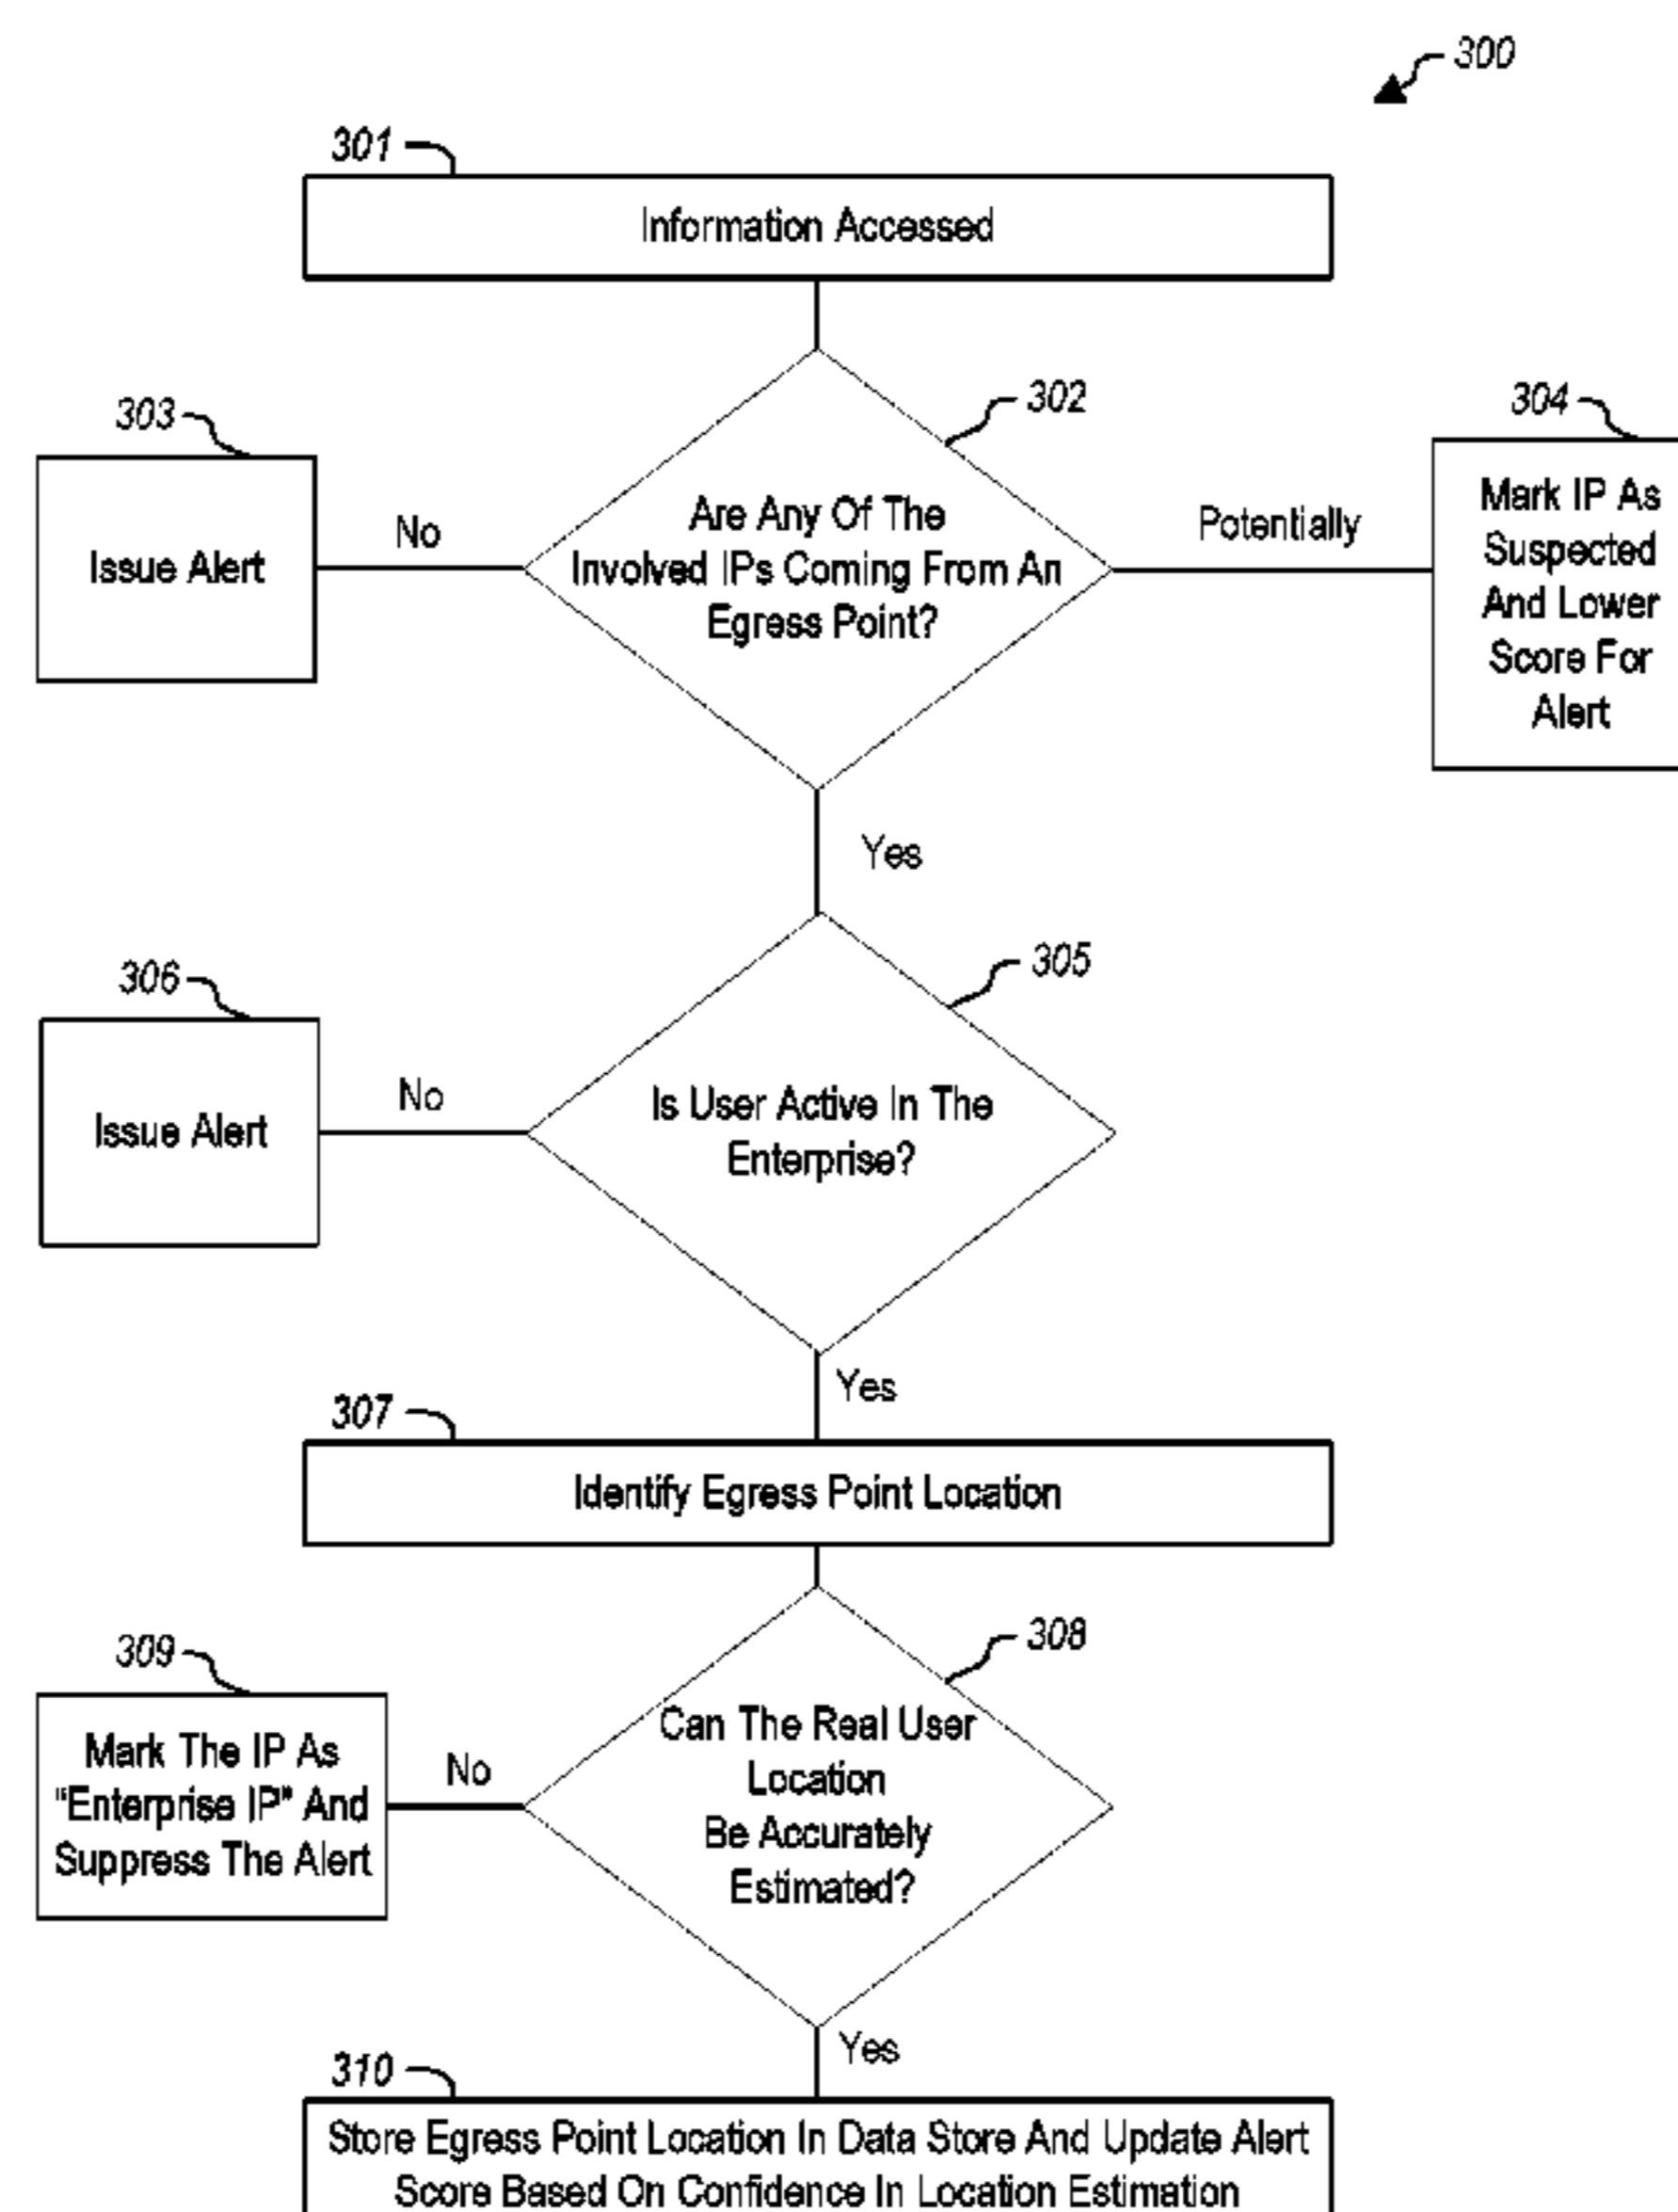 300
301
Information Accessed
302
303
304
Are Any Of The
Involved IPs Coming From An
Egress Point?
No
Issue Alert
Potentially
Mark IP As
Suspected
And Lower
Score For
Alert
Yes
305
306
Is User Active In The
Enterprise?
No
Issue Alert
Yes
307
Identify Egress Point Location
308
309
Can The Real User
Location
Be Accurately
Estimated?
No
Mark The IP As
"Enterprise IP" And
Suppress The Alert
Yes
310
Store Egress Point Location In Data Store And Update Alert
Score Based On Confidence In Location Estimation